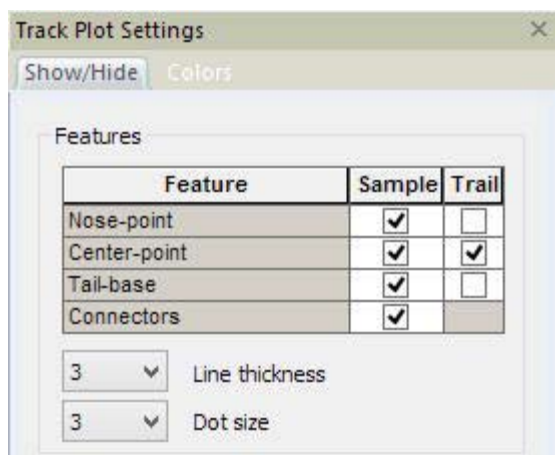 Track Plot Settings
Show/Hide Colors
Features
Feature Sample Trail
Nose-point
Center-point
Tail-base
Connectors
3 Line thickness
3 Dot size